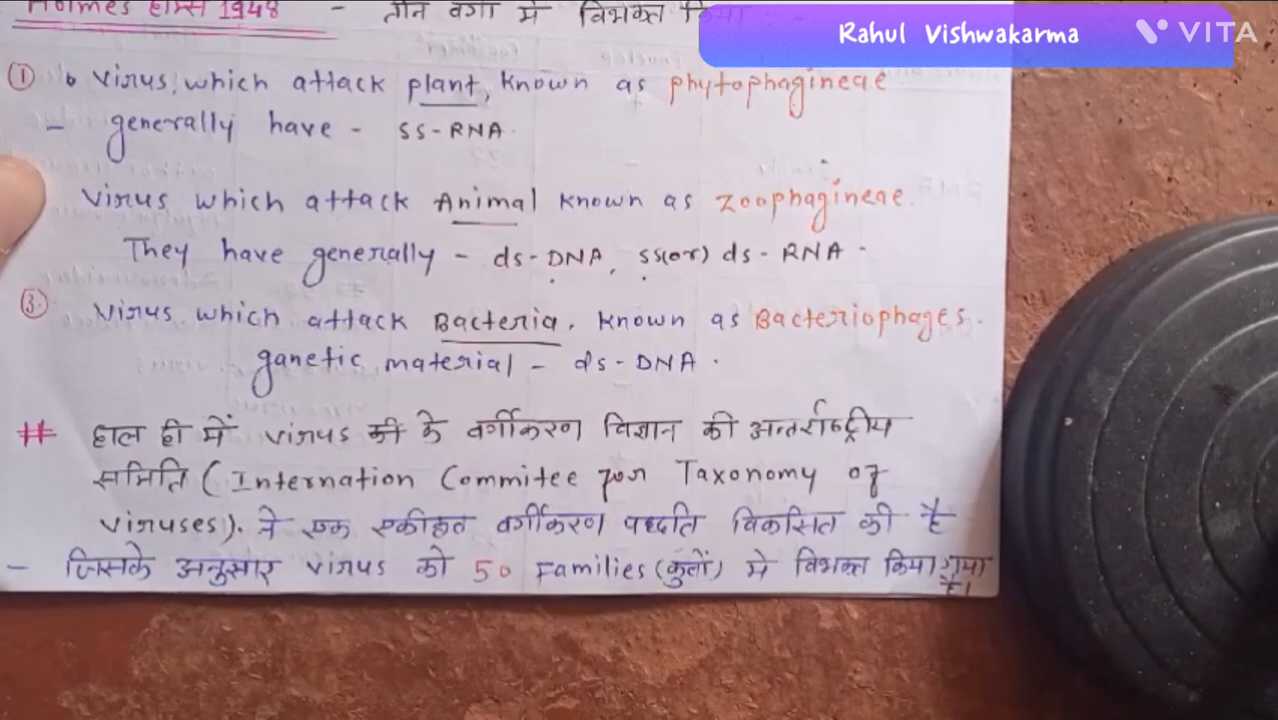 Holmes होम्स 1948 - तीन वर्गो में विभक्त किया -
Rahul Vishwakarma
VITA
① Virus, which attack plant, known as phytophagineae
- generally have - ss-RNA.
Virus which attack Animal known as Zoophagineae.
They have generally - ds-DNA, ss(or) ds-RNA -
③ Virus which attack Bacteria, known as Bacteriophages.
ganetic material - ds-DNA.
# हाल ही में virus की के वर्गीकरण विज्ञान की अन्तर्राष्ट्रीय
समिति (Internation Commitee for Taxonomy of
viruses). ने एक एकीकृत वर्गीकरण पद्धति विकसित की है
- जिसके अनुसार virus को 50 Families (कुलों) मे विभक्त किया गया
है।